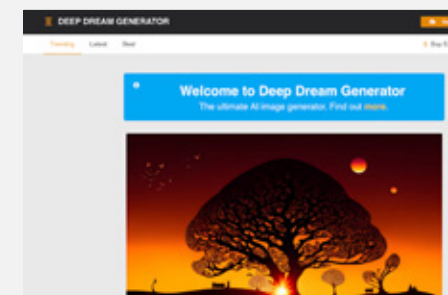 DEEP DREAM GENERATOR
Trending Latest Best
Welcome to Deep Dream Generator
The ultimate AI image generator. Find out more.